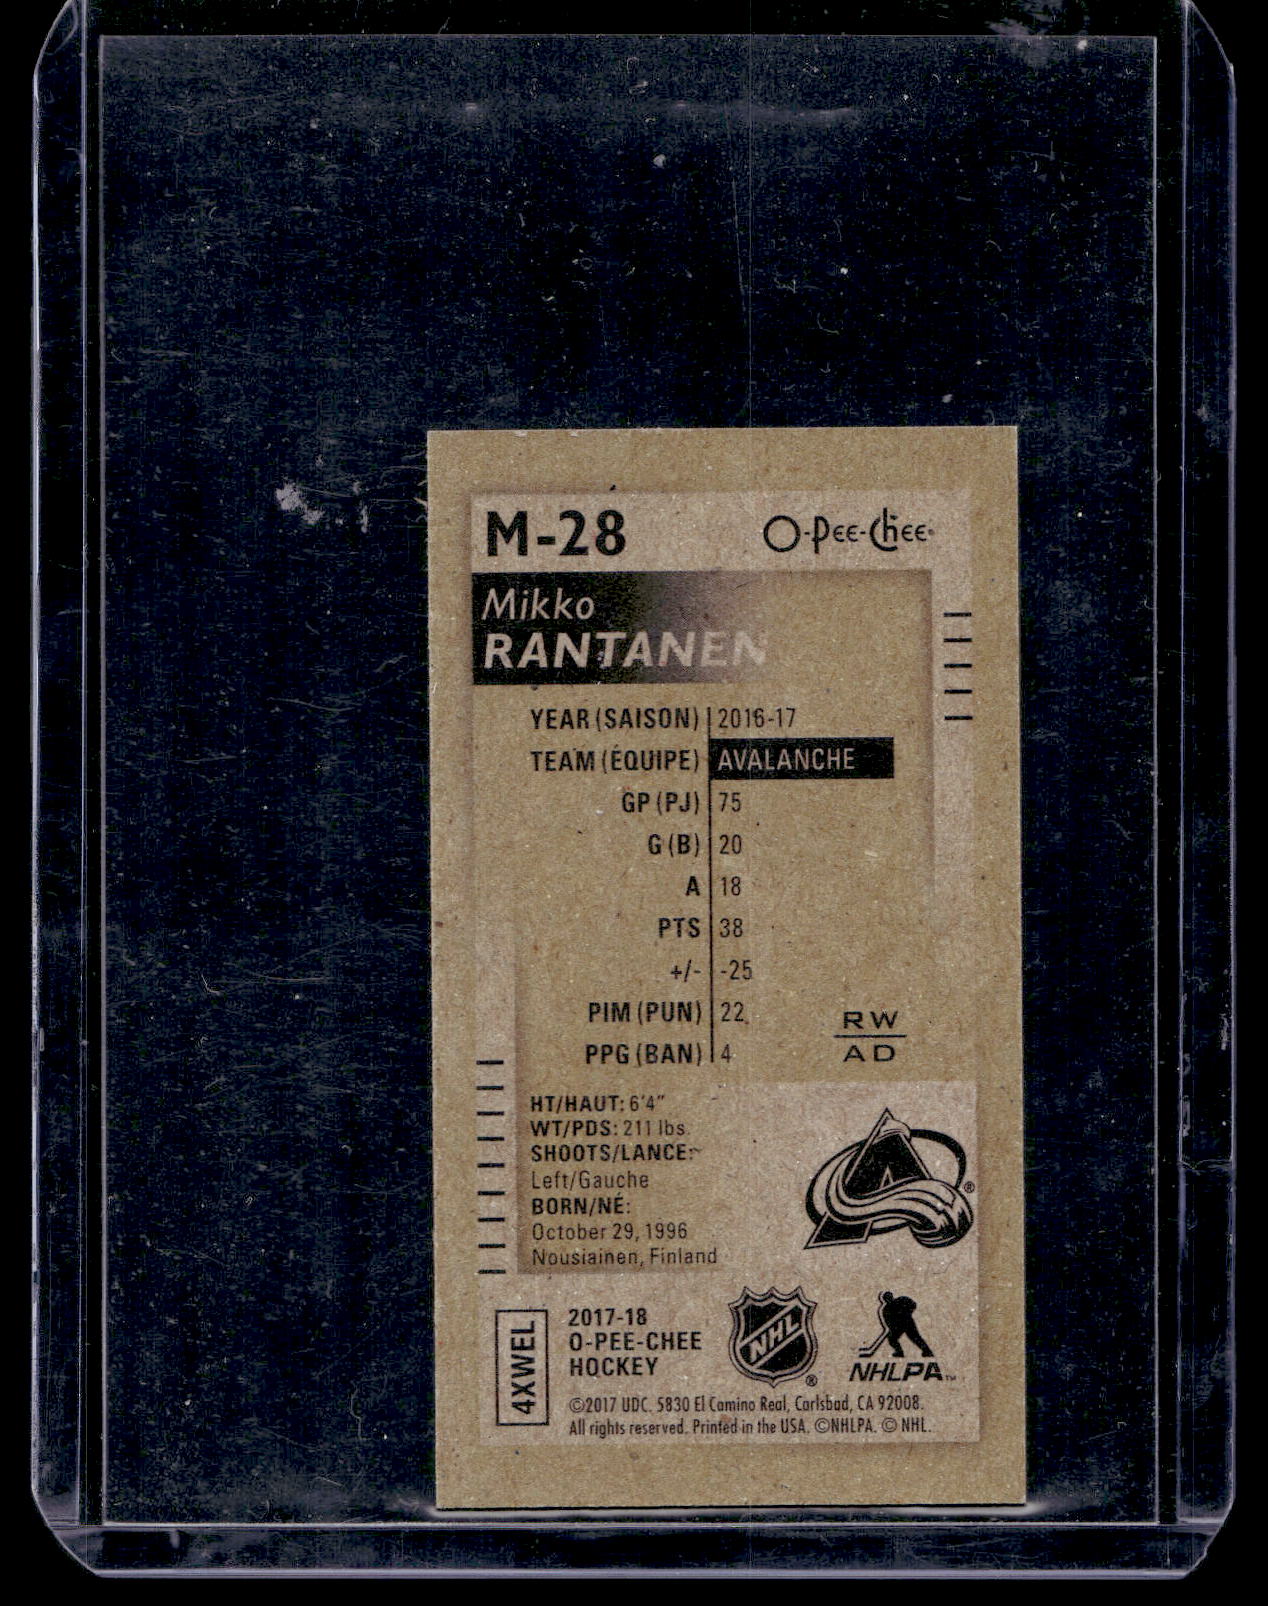 M-28 O-Pee-Chee
Mikko
RANTANEN
YEAR (SAISON) 2016-17
TEAM (ÉQUIPE) AVALANCHE
GP (PJ) 75
G (B) 20
A 18
PTS 38
+/- -25
PIM (PUN) 22
PPG (BAN) 4
RW
AD
HT/HAUT: 6'4"
WT/PDS: 211 lbs.
SHOOTS/LANCE:
Left/Gauche
BORN/NÉ:
October 29, 1996
Nousiainen, Finland
A ®
4XWEL
2017-18
O-PEE-CHEE
HOCKEY
NHL ®
NHLPA™
©2017 UDC. 5830 El Camino Real, Carlsbad, CA 92008.
All rights reserved. Printed in the USA. ©NHLPA. © NHL.